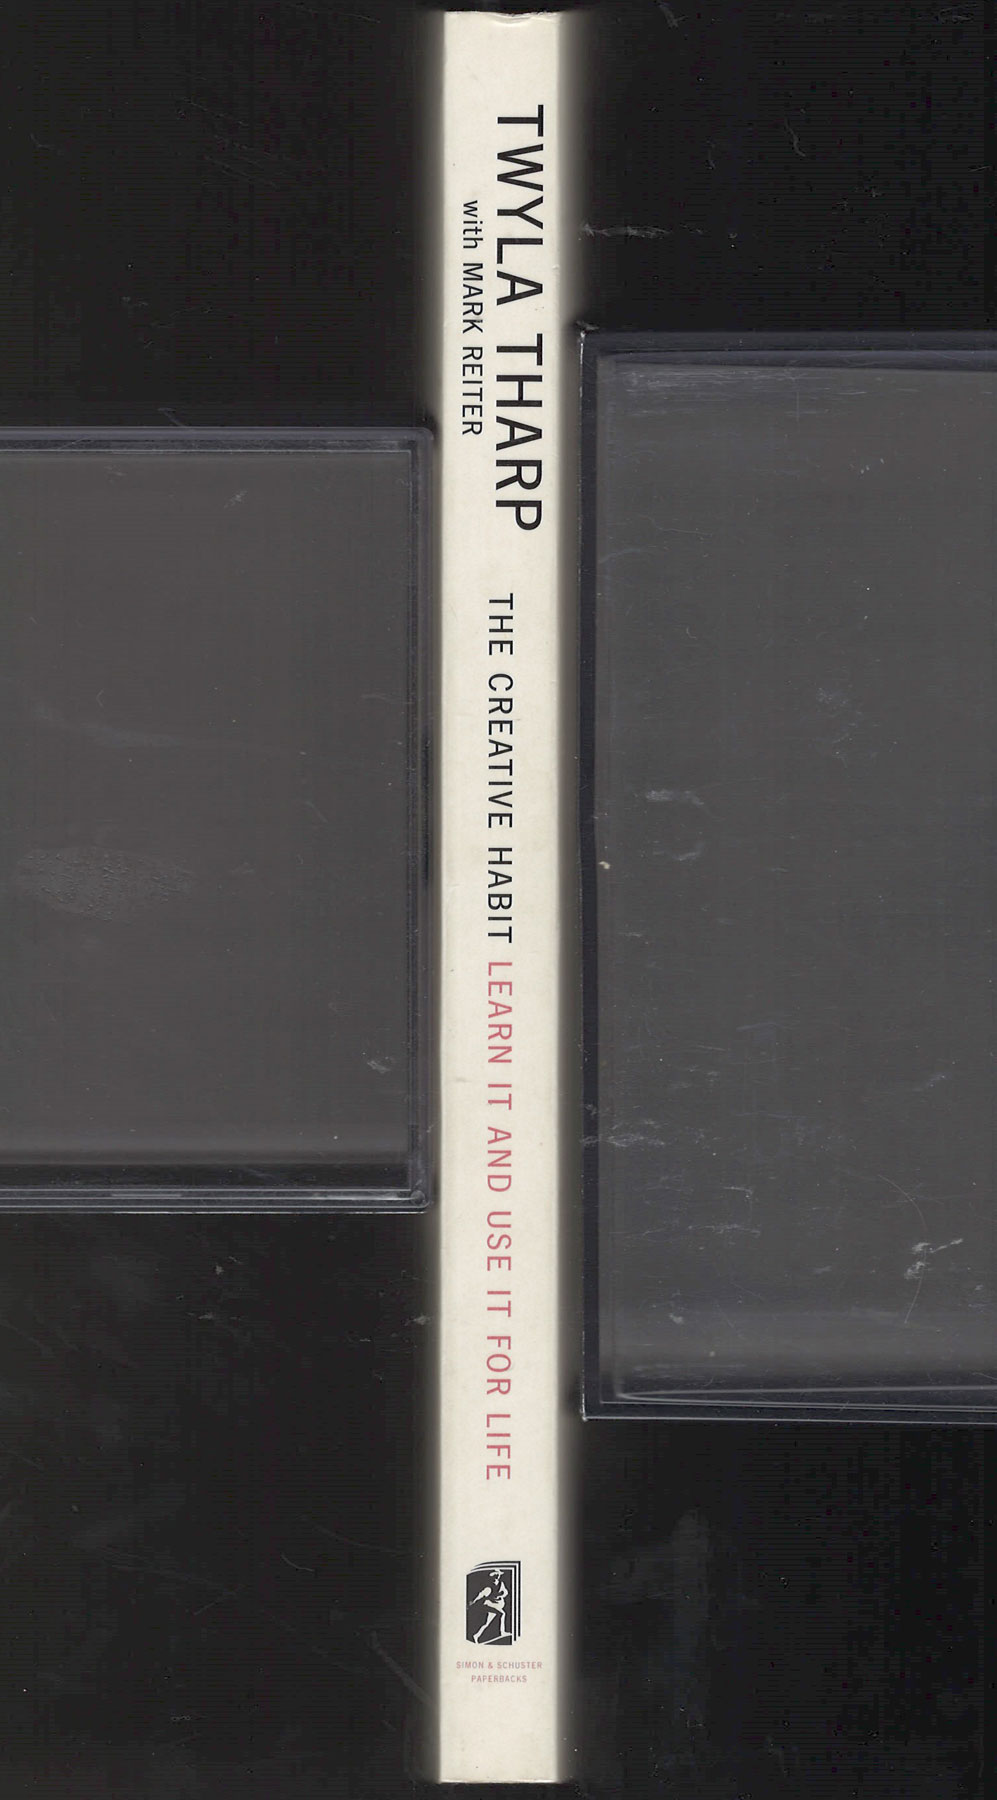 TWYLA THARP
with MARK REITER
THE CREATIVE HABIT LEARN IT AND USE IT FOR LIFE
SIMON & SCHUSTER
PAPERBACKS